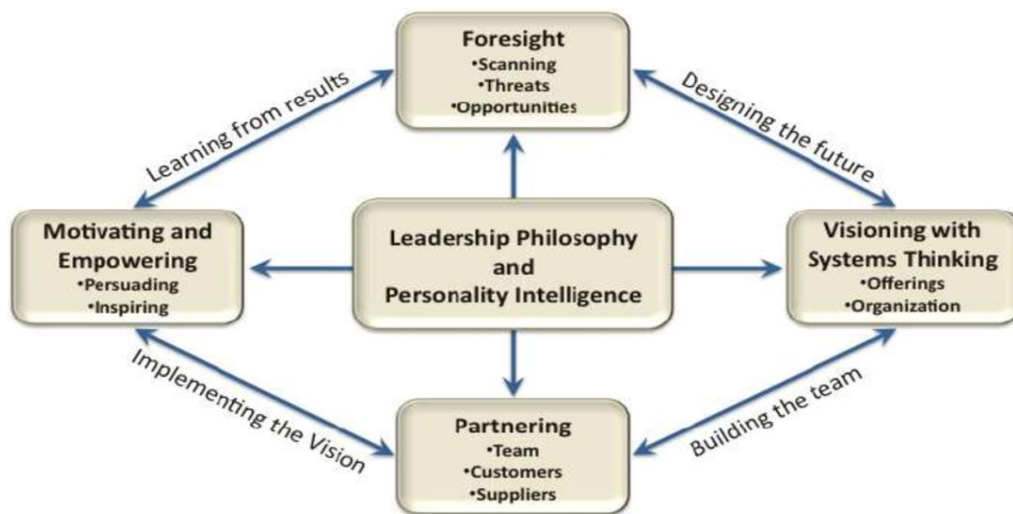 Foresight
•Scanning
•Threats
•Opportunities
Learning from results
Designing the future
Motivating and
Empowering
•Persuading
•Inspiring
Leadership Philosophy
and
Personality Intelligence
Visioning with
Systems Thinking
•Offerings
•Organization
Implementing the Vision
Building the team
Partnering
•Team
•Customers
•Suppliers